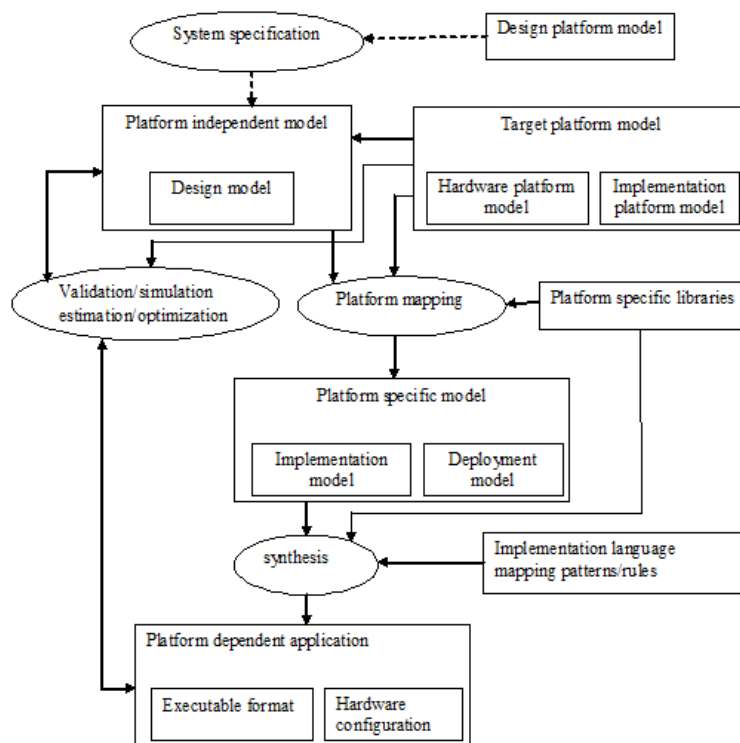 System specification
Design platform model
Platform independent model
Target platform model
Design model
Hardware platform
model
Implementation
platform model
Validation/simulation
estimation/optimization
Platform mapping
Platform specific libraries
Platform specific model
Implementation
model
Deployment
model
synthesis
Implementation language
mapping patterns/rules
Platform dependent application
Executable format
Hardware
configuration